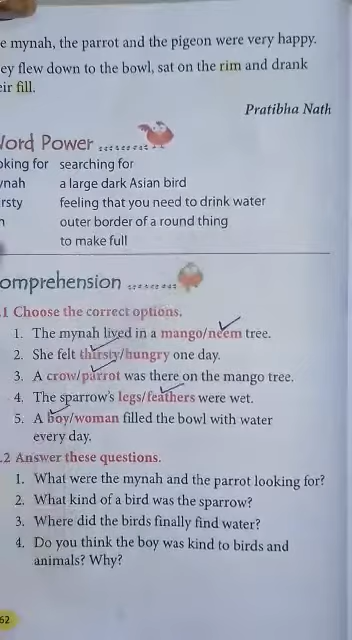 e mynah, the parrot and the pigeon were very happy.
ey flew down to the bowl, sat on the rim and drank
eir fill.
Pratibha Nath
Word Power .........
oking for searching for
ynah a large dark Asian bird
rsty feeling that you need to drink water
outer border of a round thing
to make full
omprehension .........
.1 Choose the correct options.
1. The mynah lived in a mango/neem tree.
2. She felt thirsty/hungry one day.
3. A crow/parrot was there on the mango tree.
4. The sparrow's legs/feathers were wet.
5. A boy/woman filled the bowl with water
every day.
.2 Answer these questions.
1. What were the mynah and the parrot looking for?
2. What kind of a bird was the sparrow?
3. Where did the birds finally find water?
4. Do you think the boy was kind to birds and
animals? Why?
62